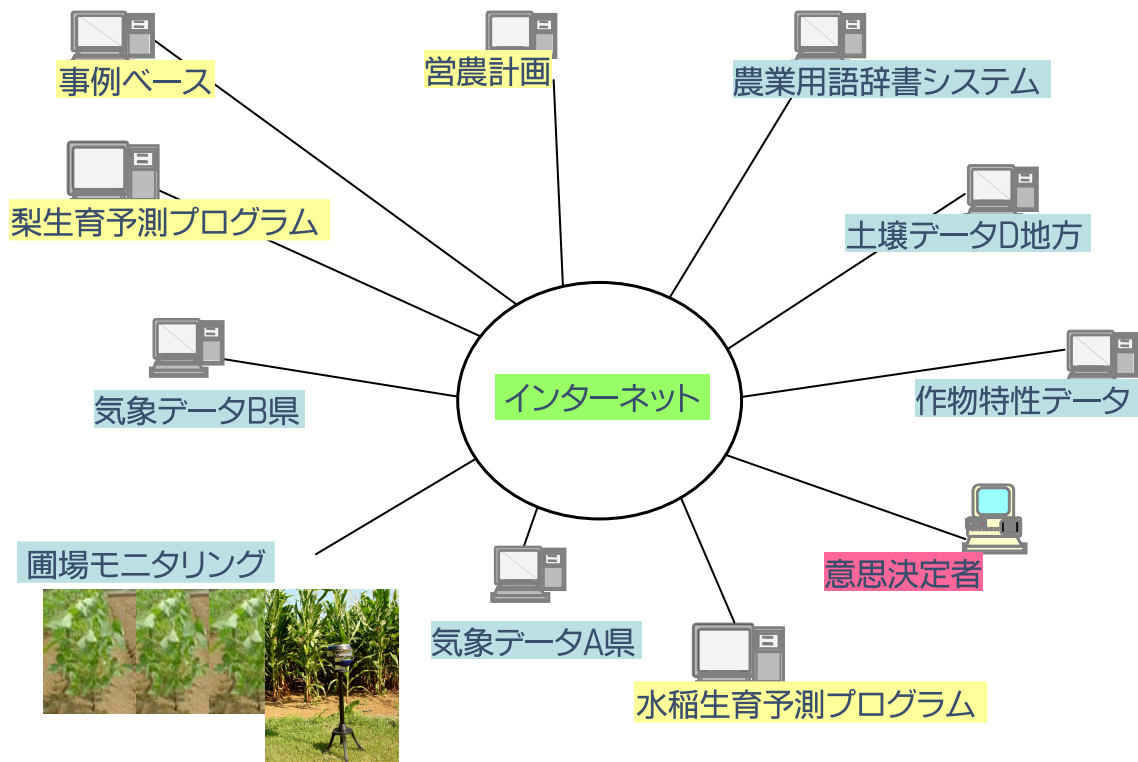 事例ベース
営農計画
農業用語辞書システム
梨生育予測プログラム
土壌データD地方
気象データB県
インターネット
作物特性データ
圃場モニタリング
意思決定者
気象データA県
水稲生育予測プログラム